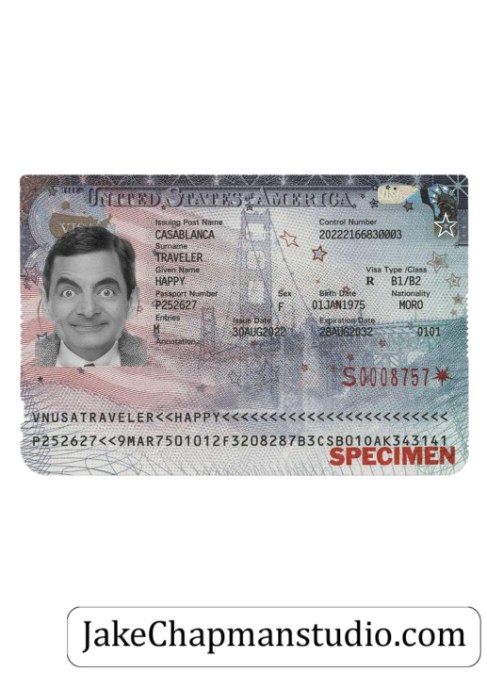 UNITED STATES OF AMERICA
VISA
Issuing Post Name Control Number
CASABLANCA 20222166830003
Surname
TRAVELER
Given Name Visa Type /Class
HAPPY R B1/B2
Passport Number Sex Birth Date Nationality
P252627 F 01JAN1975 MORO
Entries Issue Date Expiration Date
M 30AUG2022 28AUG2032 0101
Annotation
S0008757
VNUSATRAVELER<<HAPPY<<<<<<<<<<<<<<<<<<<<<<<<
P252627<<9MAR7501012F3208287B3CSB010AK343141
SPECIMEN
JakeChapmanstudio.com